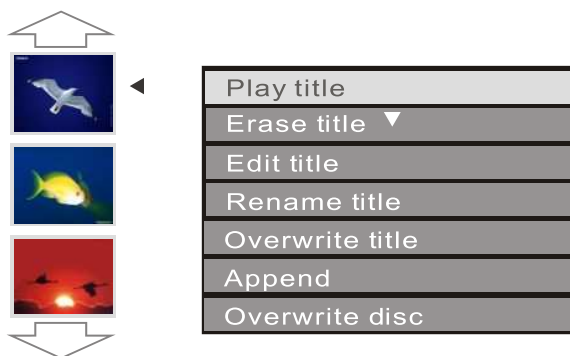 Play title
Erase title
Edit title
Rename title
Overwrite title
Append
Overwrite disc